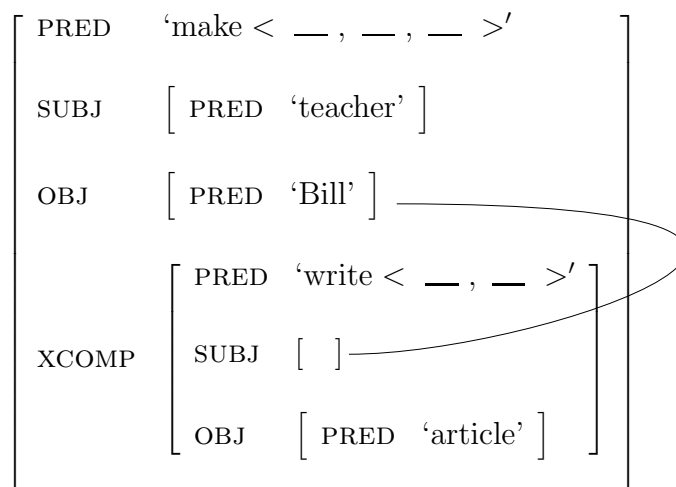 PRED ‘make < __ , __ , __ >′
SUBJ [ PRED ‘teacher’ ]
OBJ [ PRED ‘Bill’ ]
PRED ‘write < __ , __ >′
XCOMP SUBJ [ ]
OBJ [ PRED ‘article’ ]